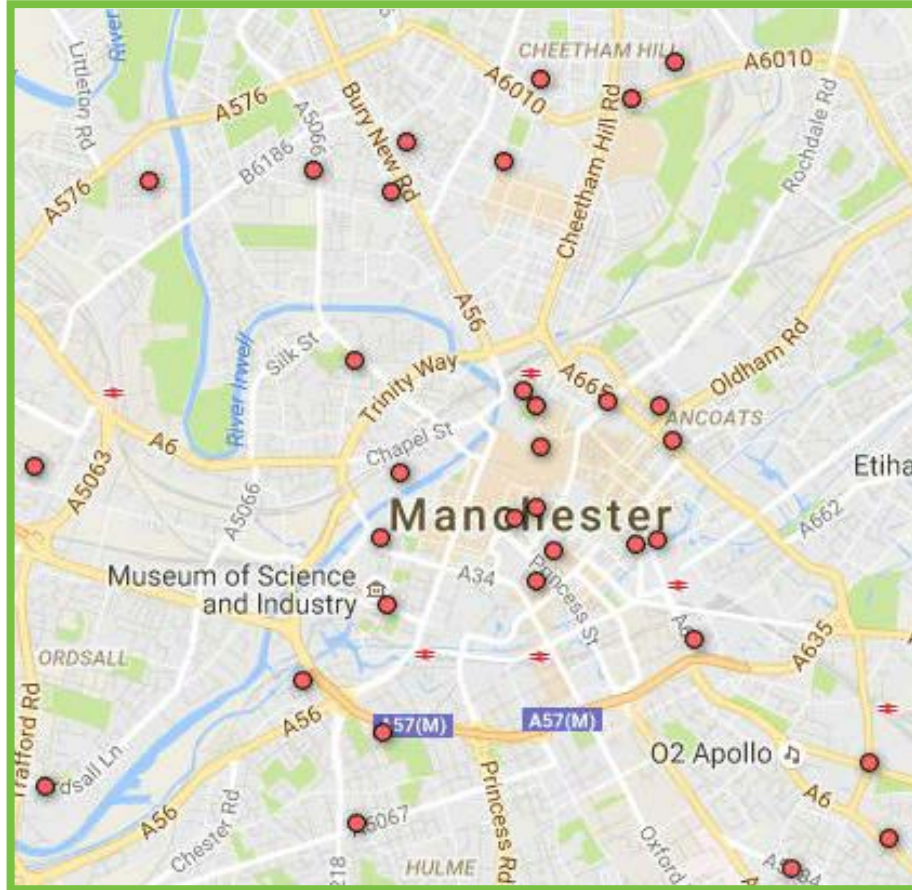 CHEETHAM HILL
River
Littleton Rd
A576
A5066
Bury New Rd
A6010
A6010
Rochdale Rd
B6186
A576
Cheetham Hill Rd
A56
Silk St
Trinity Way
River Irwell
A665
Oldham Rd
ANCOATS
A6
Chapel St
A5063
A5066
Etiha
A662
Manchester
Museum of Science
and Industry
A34
Princess St
ORDSALL
A635
A56
A57(M)
A57(M)
Trafford Rd
rdsall Ln
O2 Apollo
A6
A56
Chester Rd
Princess Rd
Oxford
HULME